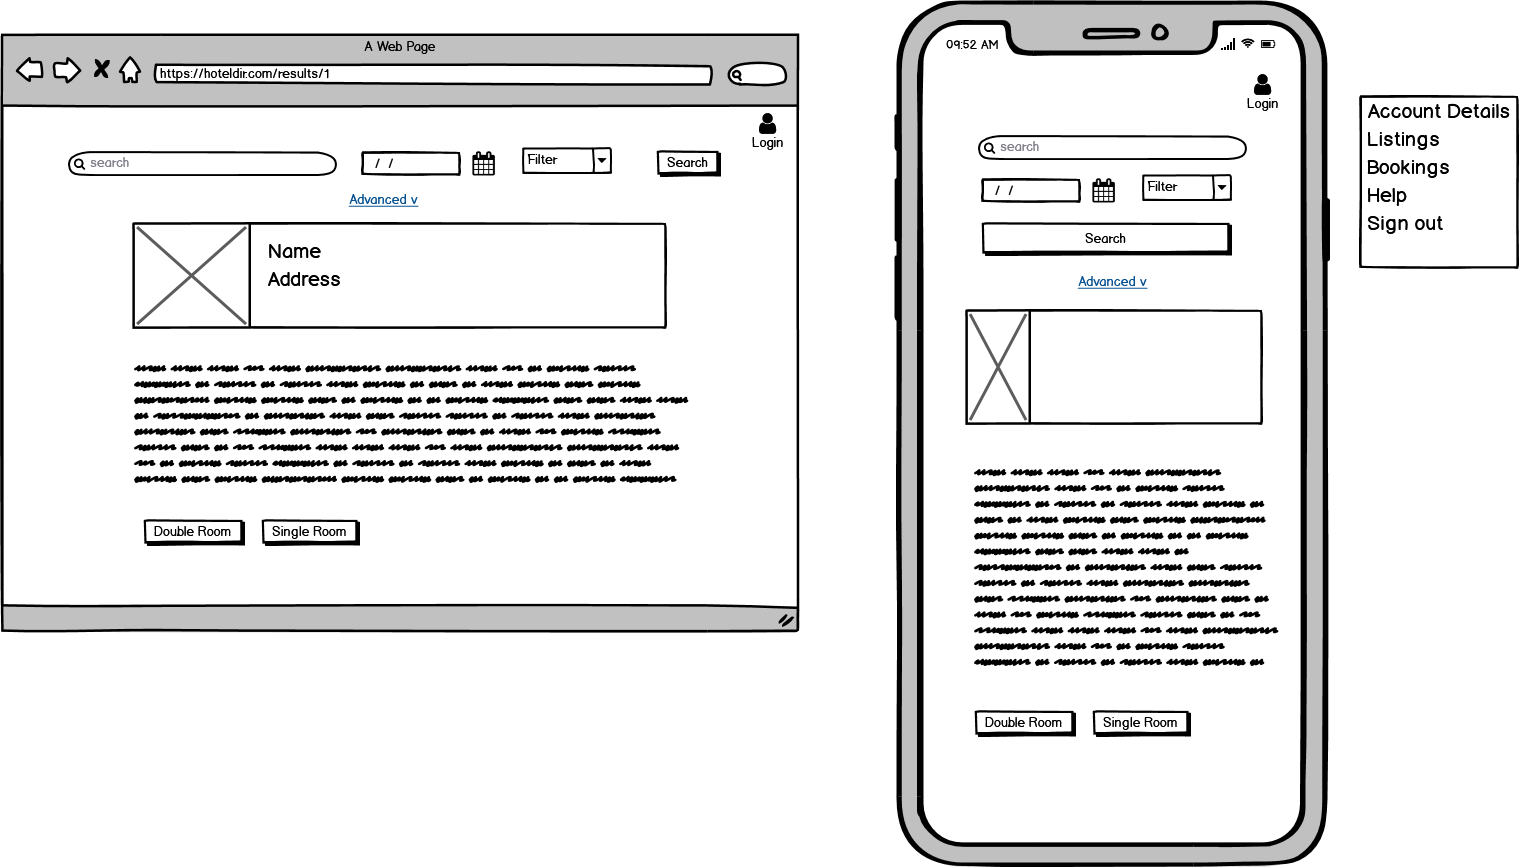 A Web Page
https://hoteldir.com/results/1
Login
search
/ /
Filter
Search
Advanced v
Name
Address
Double Room
Single Room
09:52 AM
Login
search
/ /
Filter
Search
Advanced v
Double Room
Single Room
Account Details
Listings
Bookings
Help
Sign out